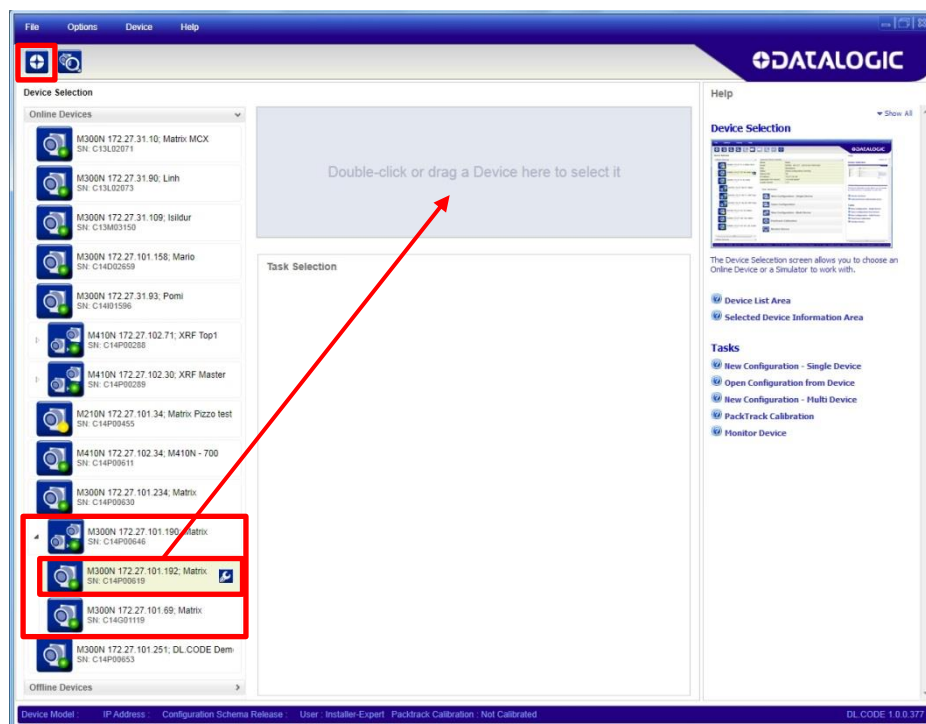 File Options Device Help
DATALOGIC
Device Selection
Online Devices
M300N 172.27.31.10; Matrix MCX
SN: C13L02071
M300N 172.27.31.90; Linh
SN: C13L02073
M300N 172.27.31.109; Isildur
SN: C13M03150
M300N 172.27.101.158; Mario
SN: C14D02659
M300N 172.27.31.93; Pomi
SN: C14I01596
M410N 172.27.102.71; XRF Top1
SN: C14P00288
M410N 172.27.102.30; XRF Master
SN: C14P00289
M210N 172.27.101.34; Matrix Pizzo test
SN: C14P00455
M410N 172.27.102.34; M410N - 700
SN: C14P00611
M300N 172.27.101.234; Matrix
SN: C14P00630
M300N 172.27.101.190; Matrix
SN: C14P00646
M300N 172.27.101.192; Matrix
SN: C14P00619
M300N 172.27.101.69; Matrix
SN: C14G01119
M300N 172.27.101.251; DL.CODE Dem
SN: C14P00653
Offline Devices
Double-click or drag a Device here to select it
Task Selection
Help
Show All
Device Selection
The Device Selecetion screen allows you to choose an
Online Device or a Simulator to work with.
Device List Area
Selected Device Information Area
Tasks
New Configuration - Single Device
Open Configuration from Device
New Configuration - Multi Device
PackTrack Calibration
Monitor Device
Device Model : IP Address : Configuration Schema Release : User : Installer-Expert Packtrack Calibration : Not Calibrated DL.CODE 1.0.0.377